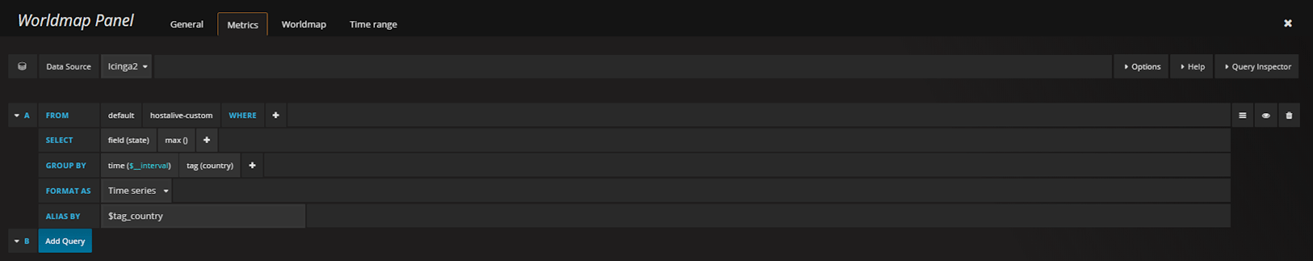 Worldmap Panel General Metrics Worldmap Time range
Data Source Icinga2 Options Help Query Inspector
A FROM default hostalive-custom WHERE
SELECT field (state) max ()
GROUP BY time ($__interval) tag (country)
FORMAT AS Time series
ALIAS BY $tag_country
B Add Query